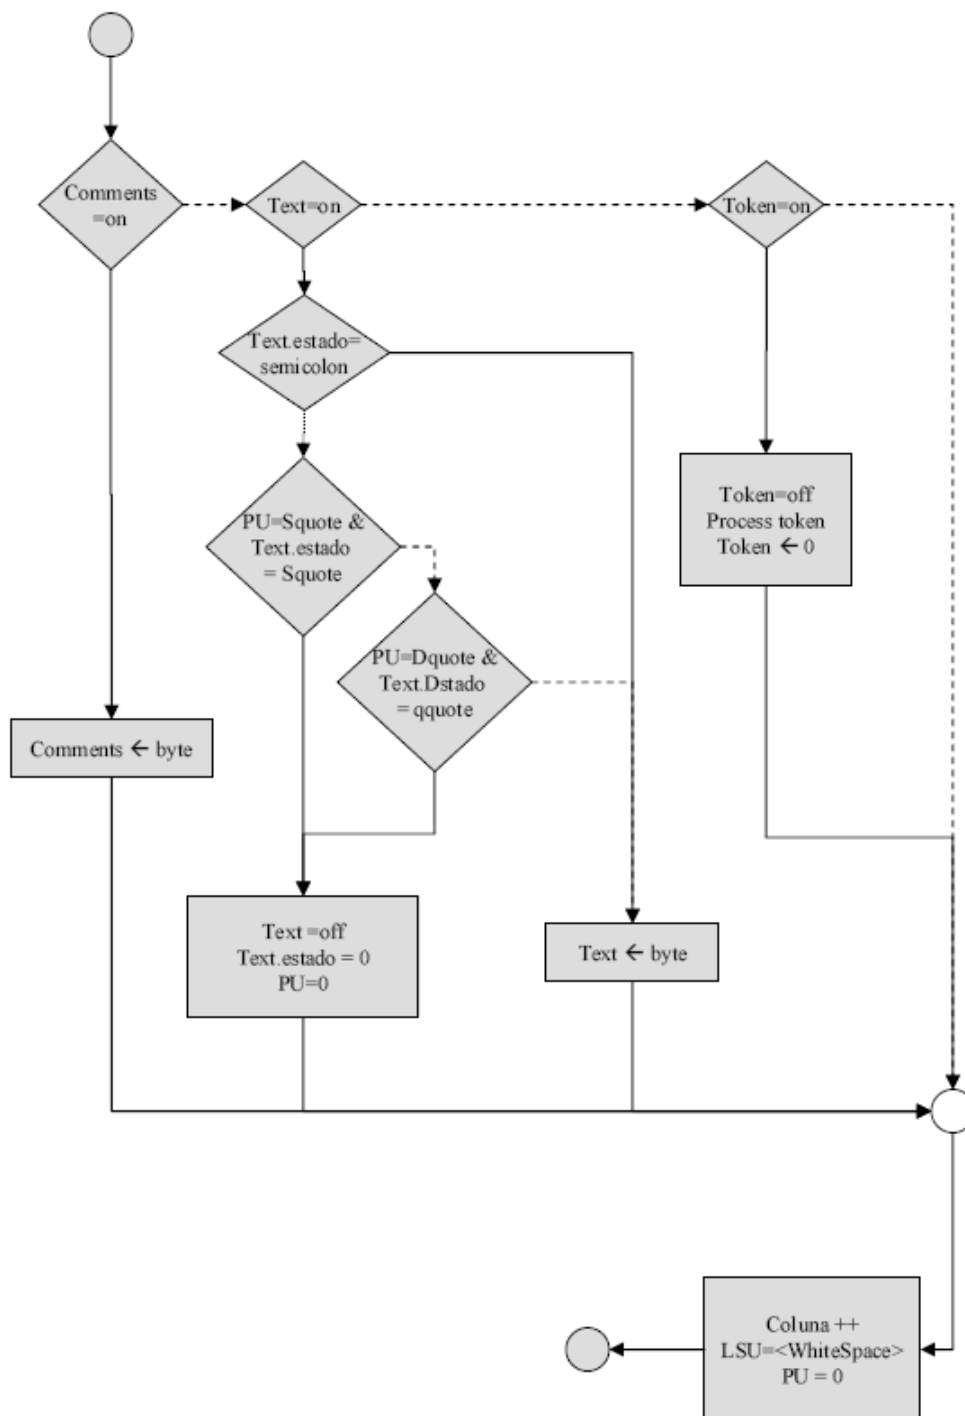 Comments
=on
Text=on
Token=on
Text.estado=
semicolon
PU=Squote &
Text.estado
= Squote
Token=off
Process token
Token ← 0
PU=Dquote &
Text.Dstado
= qquote
Comments ← byte
Text =off
Text.estado = 0
PU=0
Text ← byte
Coluna ++
LSU=<WhiteSpace>
PU = 0